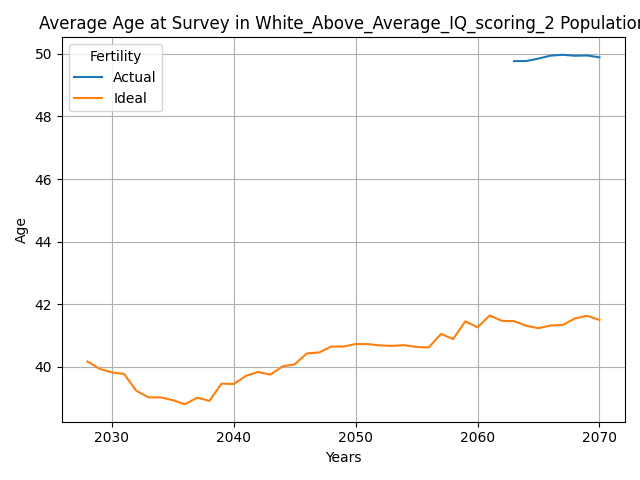 Average Age at Survey in White_Above_Average_IQ_scoring_2 Population
Fertility
Actual
Ideal
50
48
46
44
42
40
Age
2030 2040 2050 2060 2070
Years